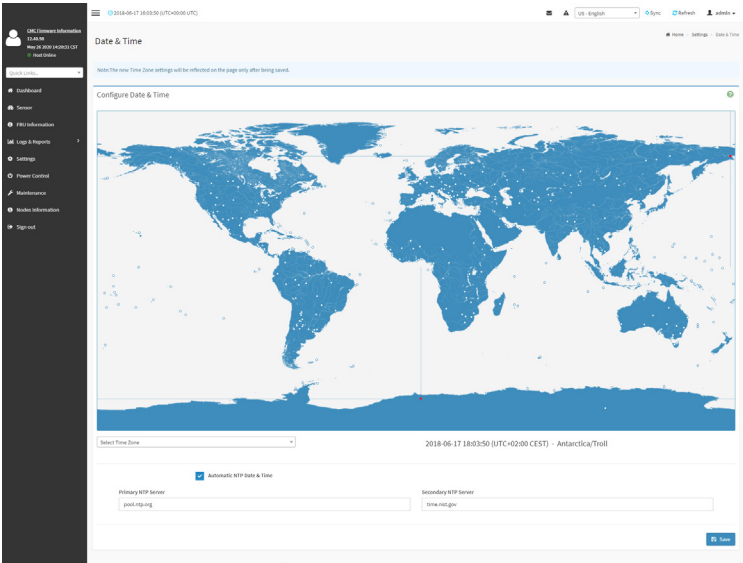 CMC Firmware Information
12.48.98
May 26 2020 14:20:31 CST
Host Online
Quick Links...
Dashboard
Sensor
FRU Information
Logs & Reports
Settings
Power Control
Maintenance
Nodes Information
Sign out
2018-06-17 16:03:50 (UTC+00:00 UTC)
US - English
Sync
Refresh
admin
Date & Time
Home > Settings > Date & Time
Note:The new Time Zone settings will be reflected on the page only after being saved.
Configure Date & Time
Select Time Zone
2018-06-17 18:03:50 (UTC+02:00 CEST) - Antarctica/Troll
Automatic NTP Date & Time
Primary NTP Server
Secondary NTP Server
pool.ntp.org
time.nist.gov
Save